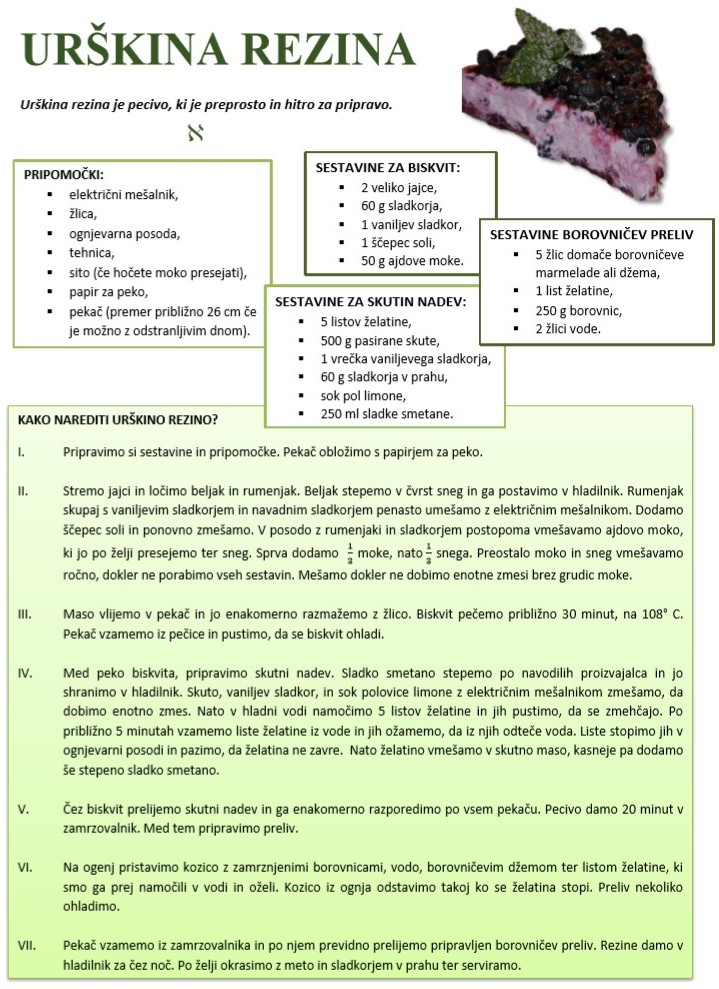 URŠKINA REZINA
Urškina rezina je pecivo, ki je preprosto in hitro za pripravo.
א
PRIPOMOČKI:
▪ električni mešalnik,
▪ žlica,
▪ ognjevarna posoda,
▪ tehnica,
▪ sito (če hočete moko presejati),
▪ papir za peko,
▪ pekač (premer približno 26 cm če
je možno z odstranljivim dnom).
SESTAVINE ZA BISKVIT:
▪ 2 veliko jajce,
▪ 60 g sladkorja,
▪ 1 vaniljev sladkor,
▪ 1 ščepec soli,
▪ 50 g ajdove moke.
SESTAVINE BOROVNIČEV PRELIV
▪ 5 žlic domače borovničeve
marmelade ali džema,
▪ 1 list želatine,
▪ 250 g borovnic,
▪ 2 žlici vode.
SESTAVINE ZA SKUTIN NADEV:
▪ 5 listov želatine,
▪ 500 g pasirane skute,
▪ 1 vrečka vaniljevega sladkorja,
▪ 60 g sladkorja v prahu,
▪ sok pol limone,
▪ 250 ml sladke smetane.
KAKO NAREDITI URŠKINO REZINO?
I. Pripravimo si sestavine in pripomočke. Pekač obložimo s papirjem za peko.
II. Stremo jajci in ločimo beljak in rumenjak. Beljak stepemo v čvrst sneg in ga postavimo v hladilnik. Rumenjak
skupaj s vaniljevim sladkorjem in navadnim sladkorjem penasto umešamo z električnim mešalnikom. Dodamo
ščepec soli in ponovno zmešamo. V posodo z rumenjaki in sladkorjem postopoma vmešavamo ajdovo moko,
ki jo po želji presejemo ter sneg. Sprva dodamo 1/3 moke, nato 1/3 snega. Preostalo moko in sneg vmešavamo
ročno, dokler ne porabimo vseh sestavin. Mešamo dokler ne dobimo enotne zmesi brez grudic moke.
III. Maso vlijemo v pekač in jo enakomerno razmažemo z žlico. Biskvit pečemo približno 30 minut, na 108° C.
Pekač vzamemo iz pečice in pustimo, da se biskvit ohladi.
IV. Med peko biskvita, pripravimo skutni nadev. Sladko smetano stepemo po navodilih proizvajalca in jo
shranimo v hladilnik. Skuto, vaniljev sladkor, in sok polovice limone z električnim mešalnikom zmešamo, da
dobimo enotno zmes. Nato v hladni vodi namočimo 5 listov želatine in jih pustimo, da se zmehčajo. Po
približno 5 minutah vzamemo liste želatine iz vode in jih ožamemo, da iz njih odteče voda. Liste stopimo jih v
ognjevarni posodi in pazimo, da želatina ne zavre. Nato želatino vmešamo v skutno maso, kasneje pa dodamo
še stepeno sladko smetano.
V. Čez biskvit prelijemo skutni nadev in ga enakomerno razporedimo po vsem pekaču. Pecivo damo 20 minut v
zamrzovalnik. Med tem pripravimo preliv.
VI. Na ogenj pristavimo kozico z zamrznjenimi borovnicami, vodo, borovničevim džemom ter listom želatine, ki
smo ga prej namočili v vodi in oželi. Kozico iz ognja odstavimo takoj ko se želatina stopi. Preliv nekoliko
ohladimo.
VII. Pekač vzamemo iz zamrzovalnika in po njem previdno prelijemo pripravljen borovničev preliv. Rezine damo v
hladilnik za čez noč. Po želji okrasimo z meto in sladkorjem v prahu ter serviramo.